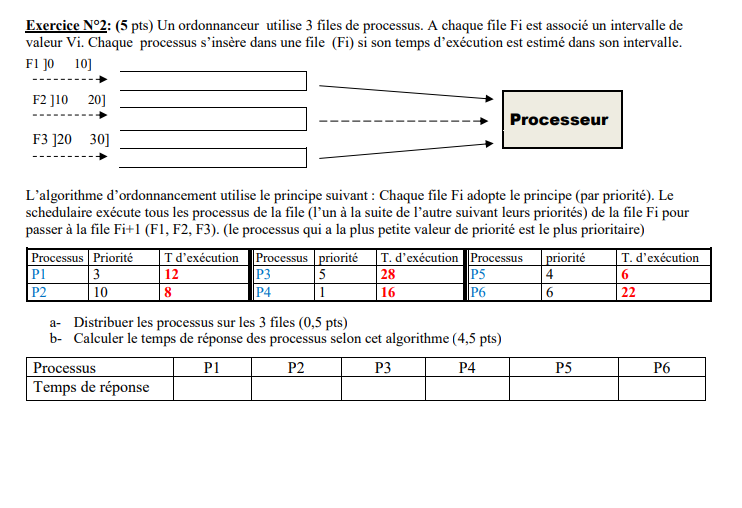 Exercice N°2: (5 pts) Un ordonnanceur utilise 3 files de processus. A chaque file Fi est associé un intervalle de
valeur Vi. Chaque processus s'insère dans une file (Fi) si son temps d'exécution est estimé dans son intervalle.
F1 ]0 10]
F2 ]10 20]
Processeur
F3 ]20 30]
L'algorithme d'ordonnancement utilise le principe suivant : Chaque file Fi adopte le principe (par priorité). Le
schedulaire exécute tous les processus de la file (l'un à la suite de l'autre suivant leurs priorités) de la file Fi pour
passer à la file Fi+1 (F1, F2, F3). (le processus qui a la plus petite valeur de priorité est le plus prioritaire)
Processus Priorité T d'exécution Processus priorité T. d'exécution Processus priorité T. d'exécution
P1 3 12 P3 5 28 P5 4 6
P2 10 8 P4 1 16 P6 6 22
a- Distribuer les processus sur les 3 files (0,5 pts)
b- Calculer le temps de réponse des processus selon cet algorithme (4,5 pts)
Processus P1 P2 P3 P4 P5 P6
Temps de réponse